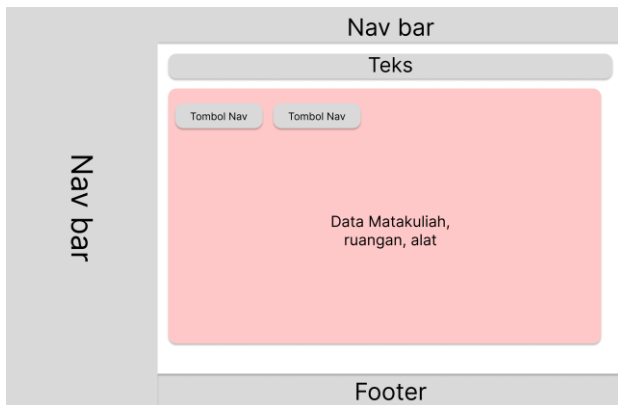 Nav bar
Nav bar
Teks
Tombol Nav
Tombol Nav
Data Matakuliah,
ruangan, alat
Footer